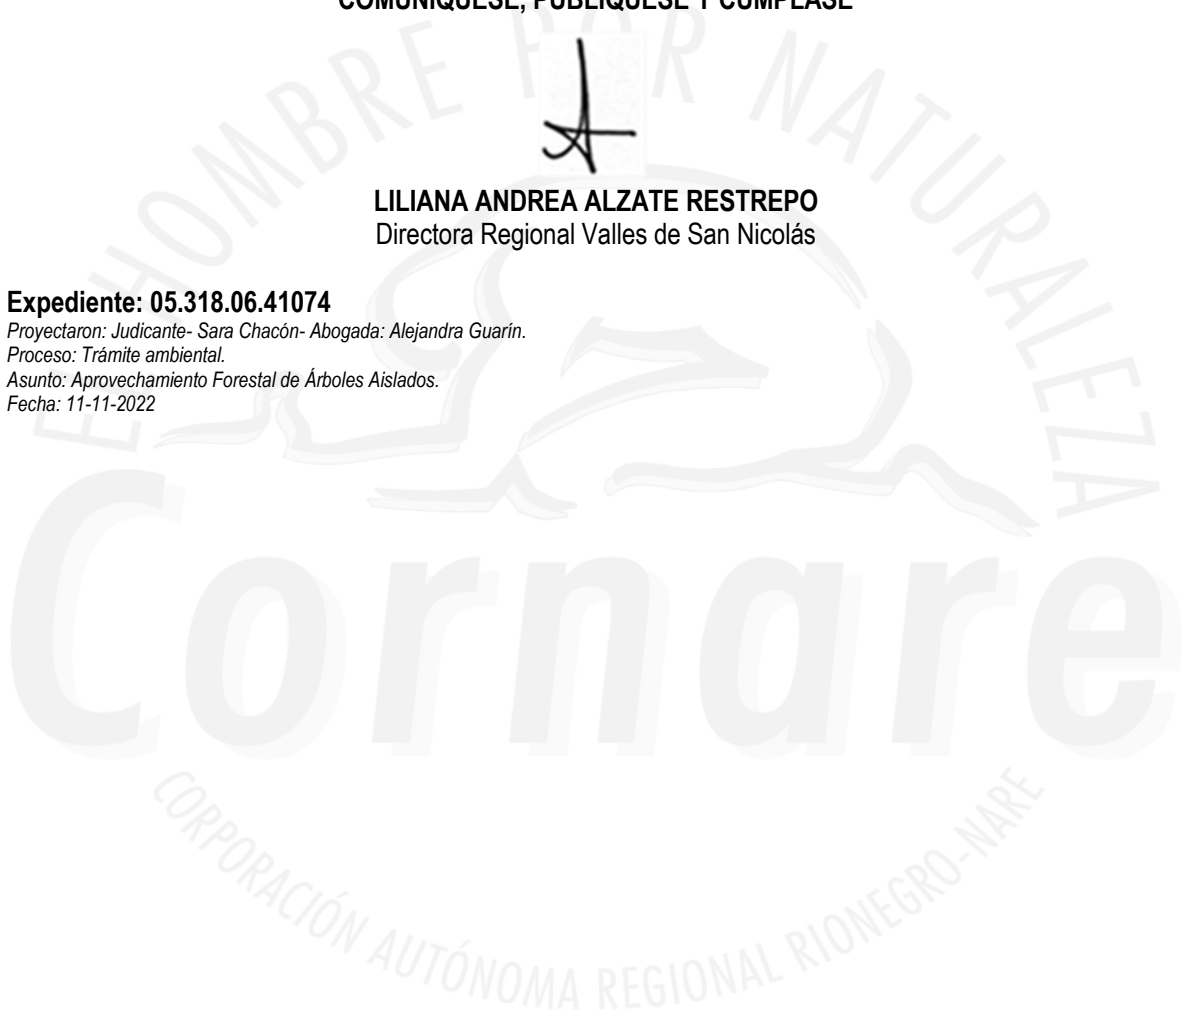 COMUNÍQUESE, PUBLÍQUESE Y CÚMPLASE
EL HOMBRE POR NATURALEZA
LILIANA ANDREA ALZATE RESTREPO
Directora Regional Valles de San Nicolás
Expediente: 05.318.06.41074
Proyectaron: Judicante- Sara Chacón- Abogada: Alejandra Guarín.
Proceso: Trámite ambiental.
Asunto: Aprovechamiento Forestal de Árboles Aislados.
Fecha: 11-11-2022
Cornare
CORPORACIÓN AUTÓNOMA REGIONAL RIONEGRO-NARE